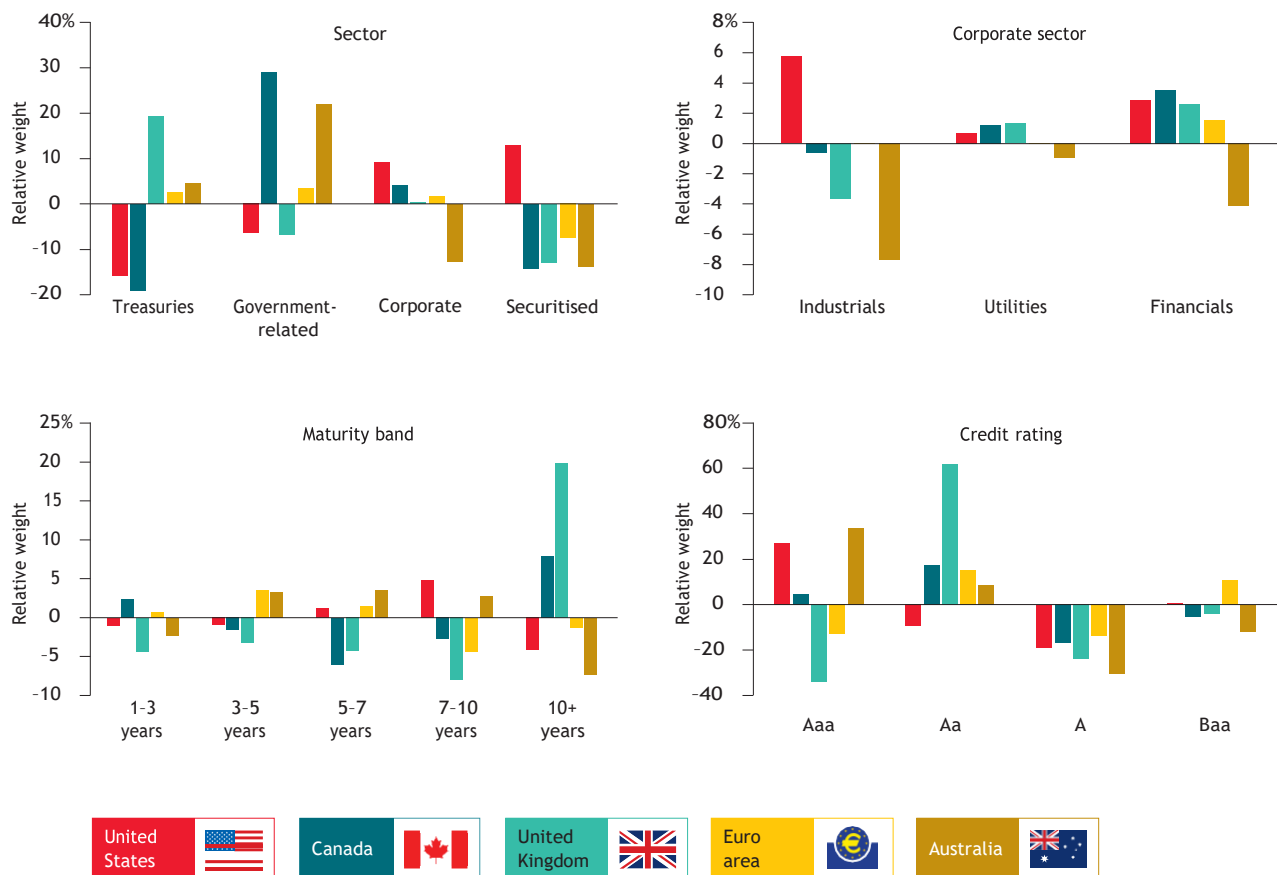 Sector
Relative weight
40%
30
20
10
0
-10
-20
Treasuries
Government-
related
Corporate
Securitised
Corporate sector
Relative weight
8%
6
4
2
0
-2
-4
-6
-8
-10
Industrials
Utilities
Financials
Maturity band
Relative weight
25%
20
15
10
5
0
-5
-10
1–3
years
3–5
years
5–7
years
7–10
years
10+
years
Credit rating
Relative weight
80%
60
40
20
0
-20
-40
Aaa
Aa
A
Baa
United
States
Canada
United
Kingdom
Euro
area
Australia